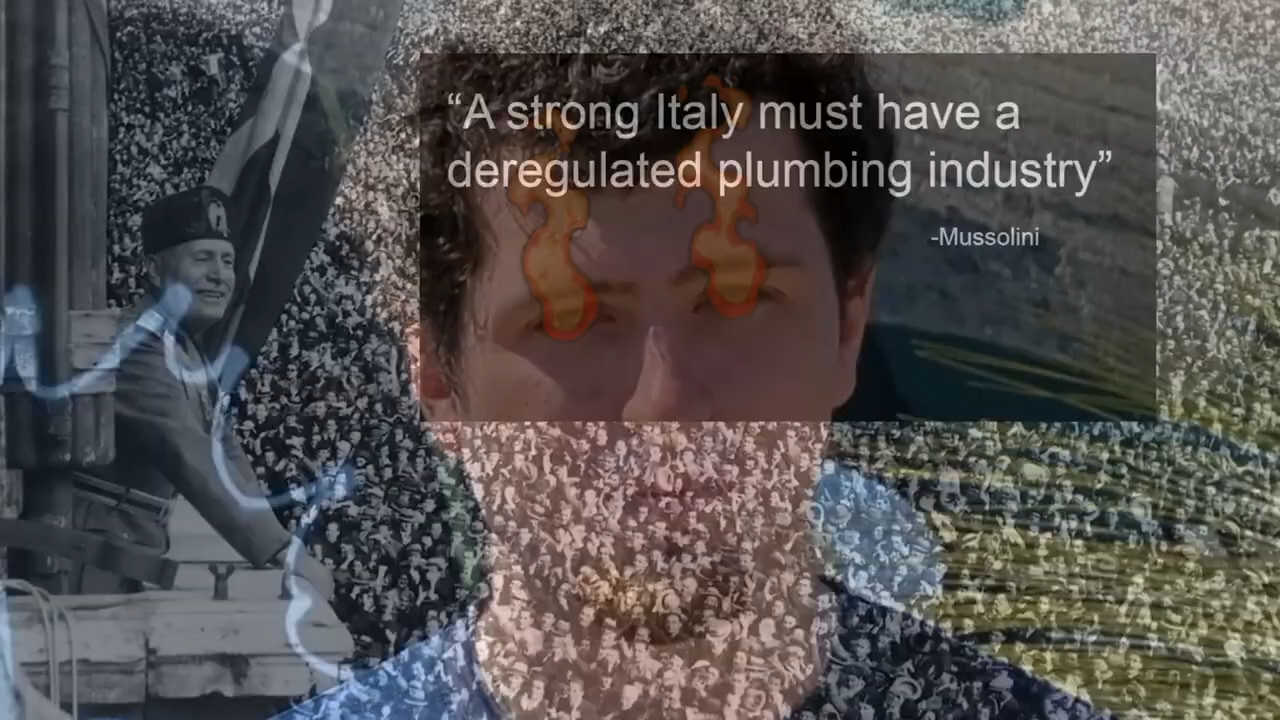 “A strong Italy must have a
deregulated plumbing industry”
-Mussolini